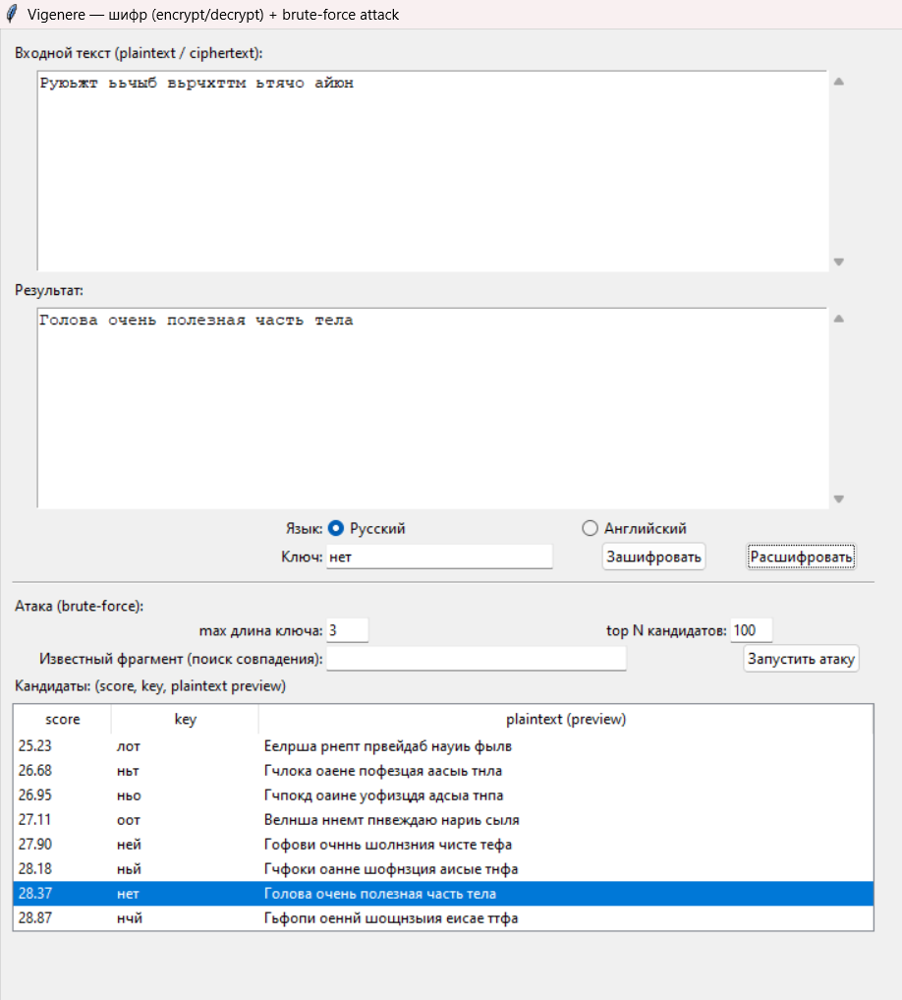 Vigenere — шифр (encrypt/decrypt) + brute-force attack
Входной текст (plaintext / ciphertext):
Руюьжт ььчыб вьрчхттм ьтячо айюн
Результат:
Голова очень полезная часть тела
Язык: Русский Английский
Ключ: нет Зашифровать Расшифровать
Атака (brute-force):
max длина ключа: 3 top N кандидатов: 100
Известный фрагмент (поиск совпадения): Запустить атаку
Кандидаты: (score, key, plaintext preview)
score key plaintext (preview)
25.23 лот Еелрша рнепт првейдаб науиь фылв
26.68 ньт Гчлока оаене пофезцая аасыь тнла
26.95 ньо Гчпокд оаине уофизцдя адсыа тнпа
27.11 оот Велнша ннемт пнвеждаю нариь сыля
27.90 ней Гофови очннь шолнзния чисте тефа
28.18 ньй Гчфоки оанне шофнзция аисые тнфа
28.37 нет Голова очень полезная часть тела
28.87 нчй Гьфопи оеннй шощнзыия еисае ттфа